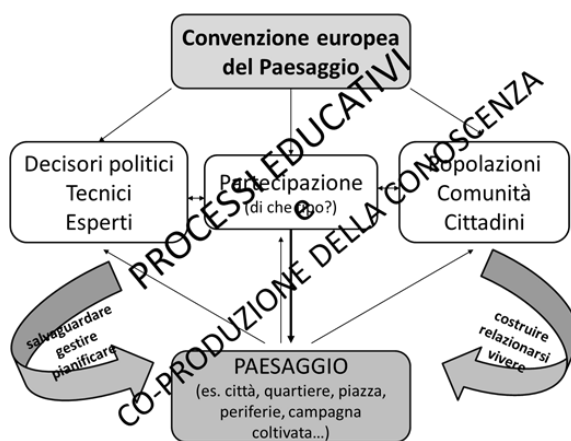 Convenzione europea
del Paesaggio
PROCESSI EDUCATIVI
e
CO-PRODUZIONE DELLA CONOSCENZA
Decisori politici
Tecnici
Esperti
Partecipazione
(di che tipo?)
Popolazioni
Comunità
Cittadini
salvaguardare
gestire
pianificare
costruire
relazionarsi
vivere
PAESAGGIO
(es. città, quartiere, piazza,
periferie, campagna
coltivata…)